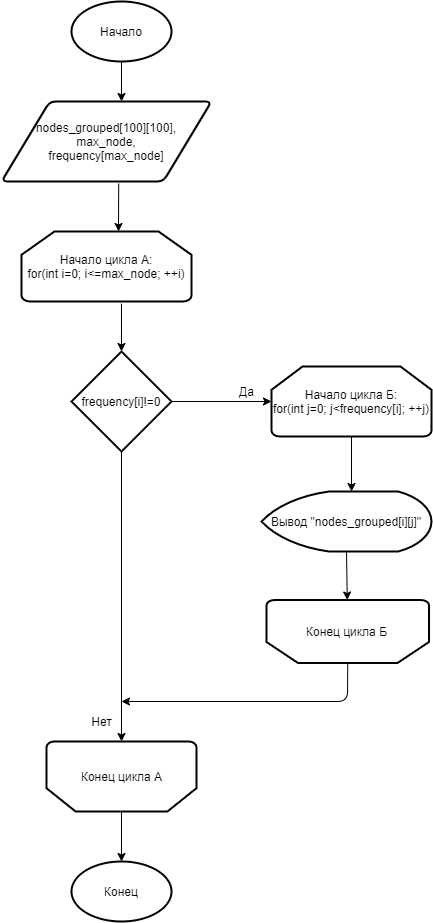 Начало
nodes_grouped[100][100],
max_node,
frequency[max_node]
Начало цикла А:
for(int i=0; i<=max_node; ++i)
frequency[i]!=0
Да
Начало цикла Б:
for(int j=0; j<frequency[i]; ++j)
Вывод "nodes_grouped[i][j]"
Конец цикла Б
Нет
Конец цикла А
Конец